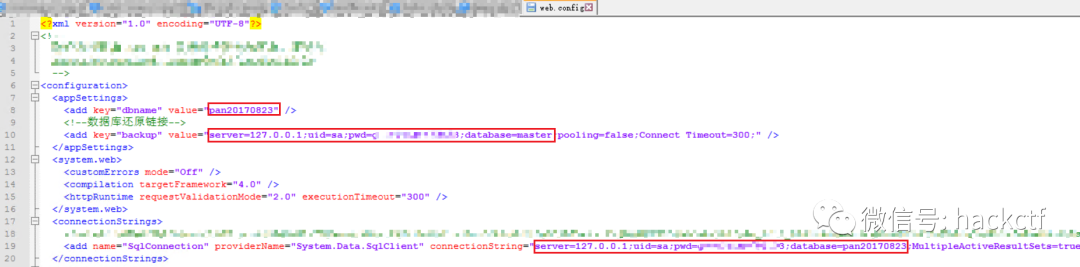 web.config
1 <?xml version="1.0" encoding="UTF-8"?>
2 <!-
3
4
5 -->
6 <configuration>
7 <appSettings>
8 <add key="dbname" value="pan20170823" />
9 <!--数据库还原链接-->
10 <add key="backup" value="server=127.0.0.1;uid=sa;pwd= 3;database=master;pooling=false;Connect Timeout=300;" />
11 </appSettings>
12 <system.web>
13 <customErrors mode="Off" />
14 <compilation targetFramework="4.0" />
15 <httpRuntime requestValidationMode="2.0" executionTimeout="300" />
16 </system.web>
17 <connectionStrings>
18
19 <add name="SqlConnection" providerName="System.Data.SqlClient" connectionString="server=127.0.0.1;uid=sa;pwd= 3;database=pan20170823;MultipleActiveResultSets=true
20 </connectionStrings>
微信号: hackctf